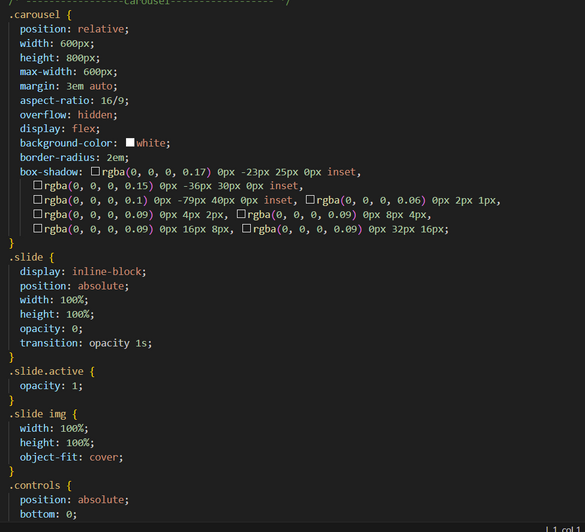 /* -----------------Carousel------------------ */
.carousel {
position: relative;
width: 600px;
height: 800px;
max-width: 600px;
margin: 3em auto;
aspect-ratio: 16/9;
overflow: hidden;
display: flex;
background-color: white;
border-radius: 2em;
box-shadow: rgba(0, 0, 0, 0.17) 0px -23px 25px 0px inset,
rgba(0, 0, 0, 0.15) 0px -36px 30px 0px inset,
rgba(0, 0, 0, 0.1) 0px -79px 40px 0px inset, rgba(0, 0, 0, 0.06) 0px 2px 1px,
rgba(0, 0, 0, 0.09) 0px 4px 2px, rgba(0, 0, 0, 0.09) 0px 8px 4px,
rgba(0, 0, 0, 0.09) 0px 16px 8px, rgba(0, 0, 0, 0.09) 0px 32px 16px;
}
.slide {
display: inline-block;
position: absolute;
width: 100%;
height: 100%;
opacity: 0;
transition: opacity 1s;
}
.slide.active {
opacity: 1;
}
.slide img {
width: 100%;
height: 100%;
object-fit: cover;
}
.controls {
position: absolute;
bottom: 0;